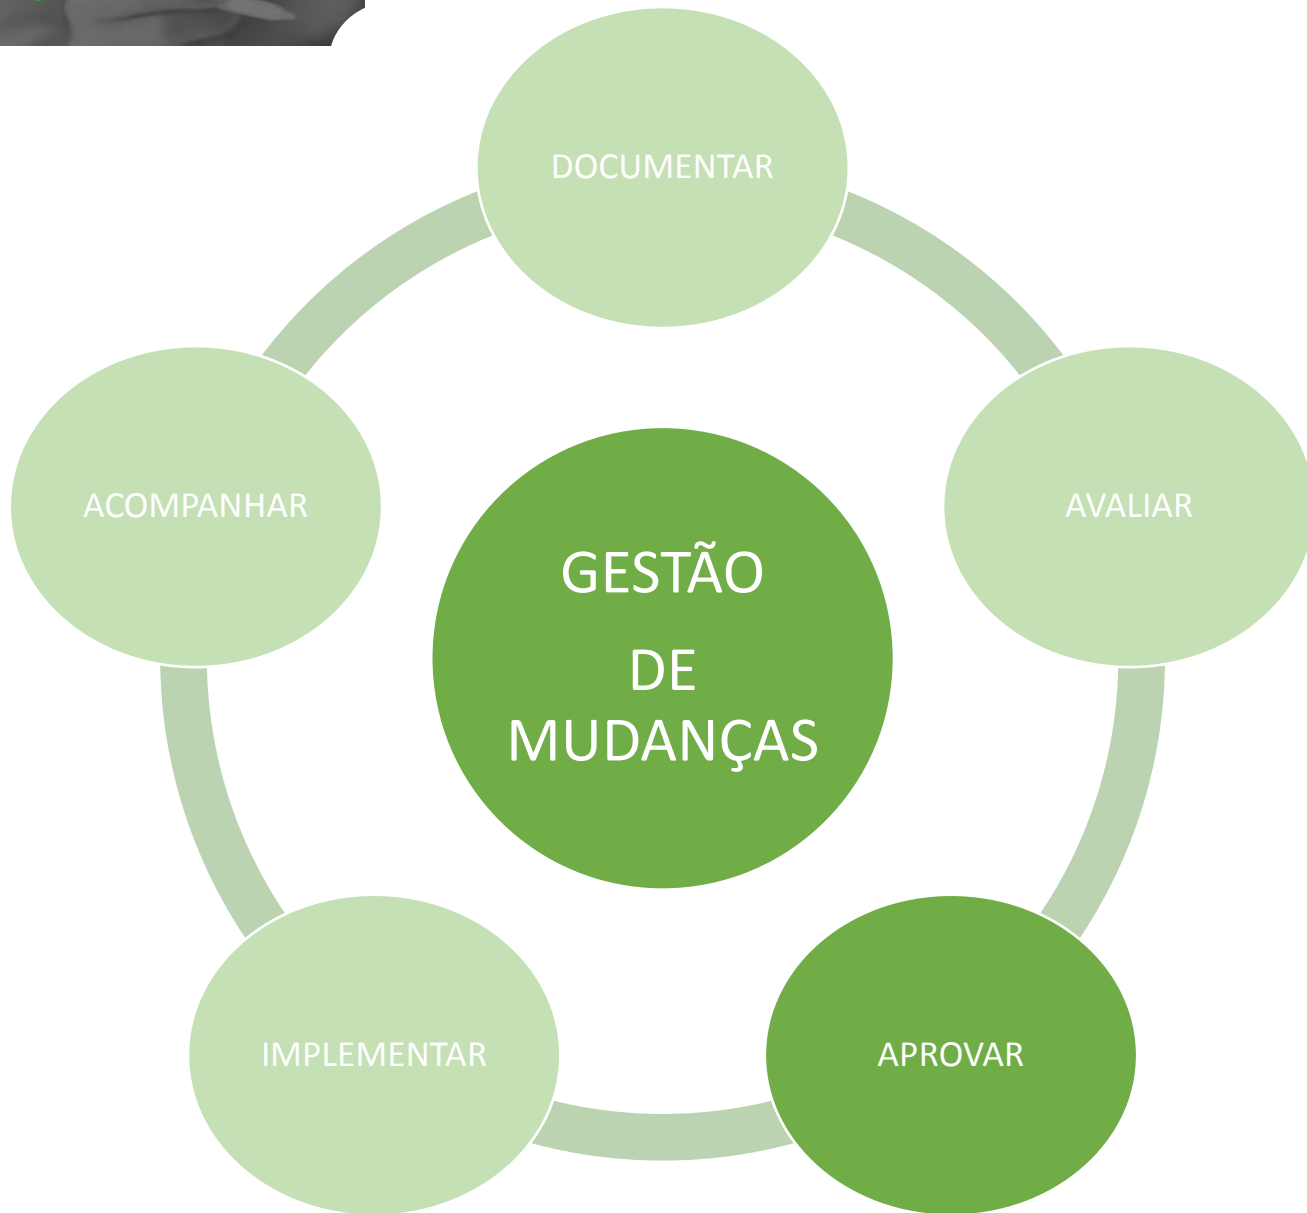 DOCUMENTAR
ACOMPANHAR
AVALIAR
GESTÃO
DE
MUDANÇAS
IMPLEMENTAR
APROVAR